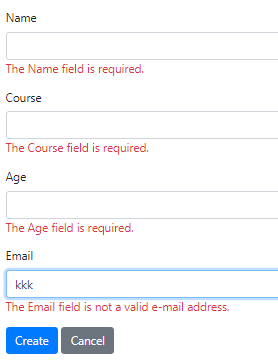 Name
The Name field is required.
Course
The Course field is required.
Age
The Age field is required.
Email
kkk
The Email field is not a valid e-mail address.
Create Cancel